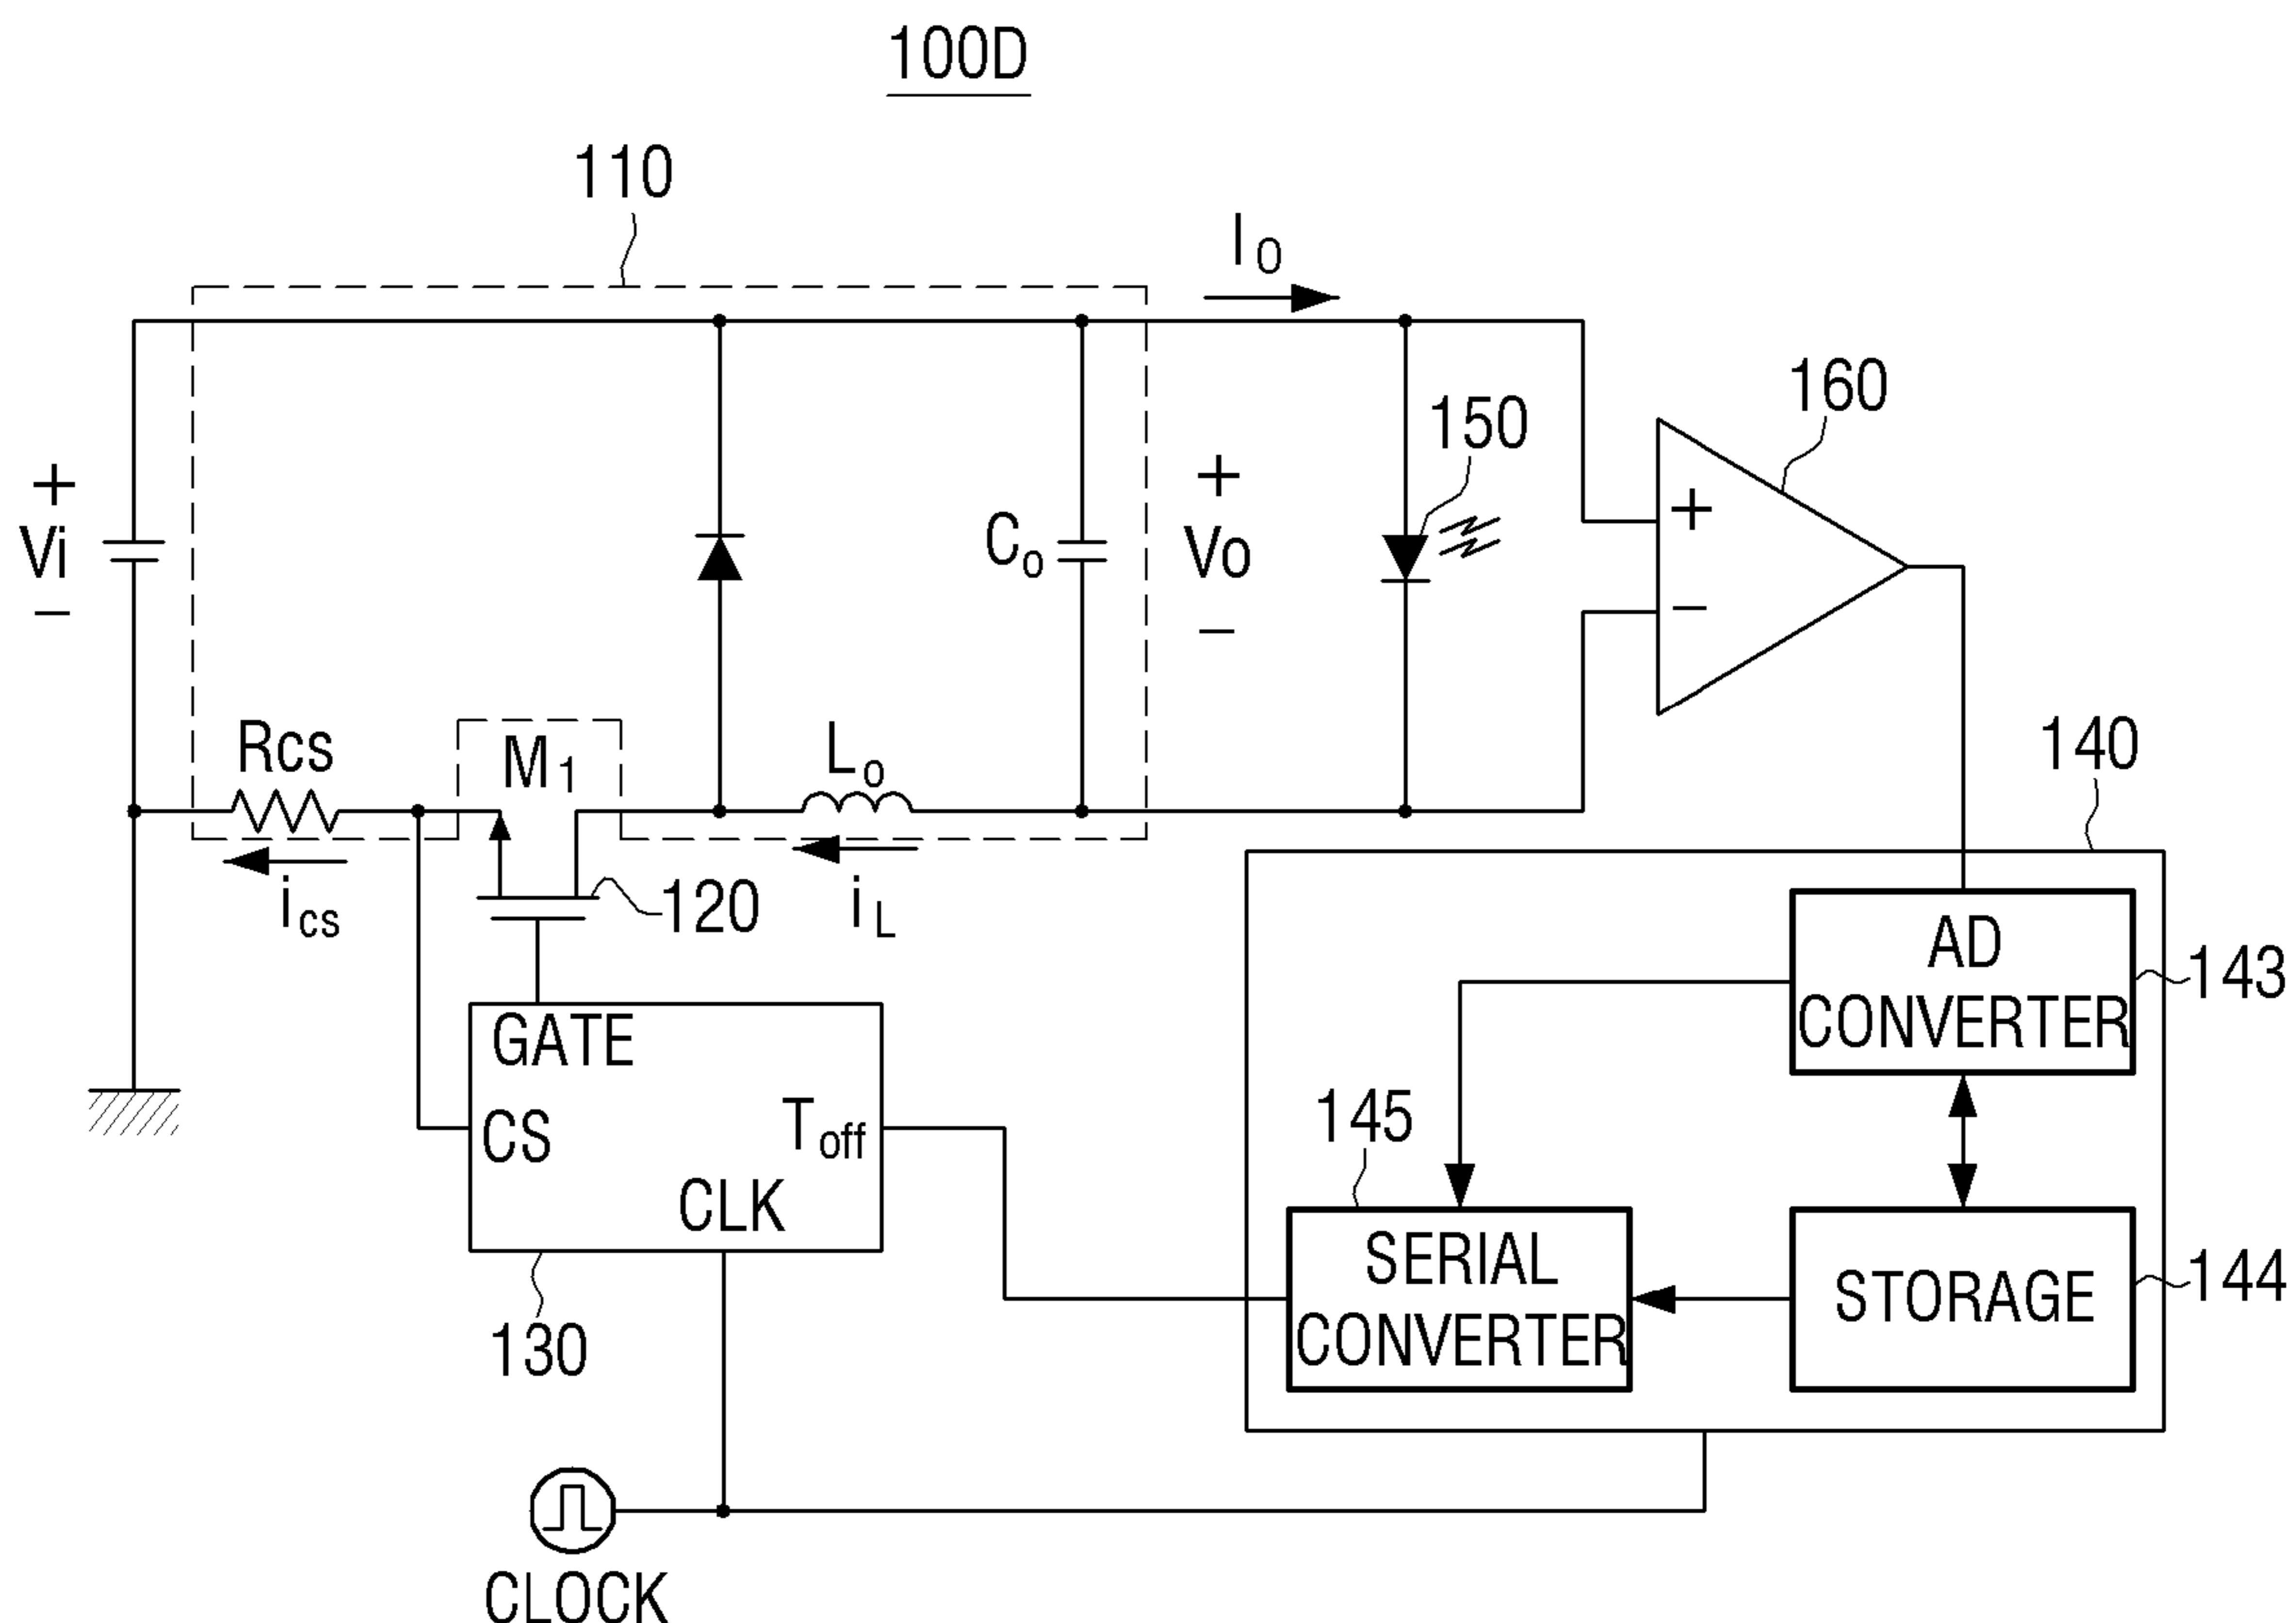 100D
110
I0
160
150
+
Vi
−
Co
+
Vo
−
+
−
Rcs
M1
Lo
140
ics
120
iL
AD
CONVERTER
143
GATE
CS
Toff
CLK
145
SERIAL
CONVERTER
STORAGE
144
130
CLOCK